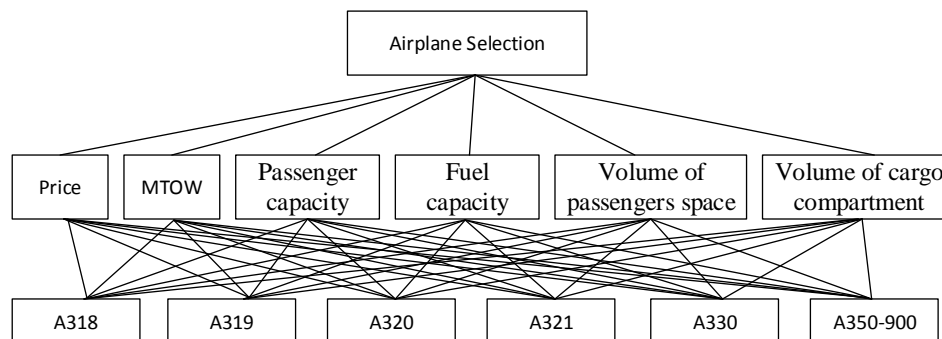 Airplane Selection
Price
MTOW
Passenger
capacity
Fuel
capacity
Volume of
passengers space
Volume of cargo
compartment
A318
A319
A320
A321
A330
A350-900